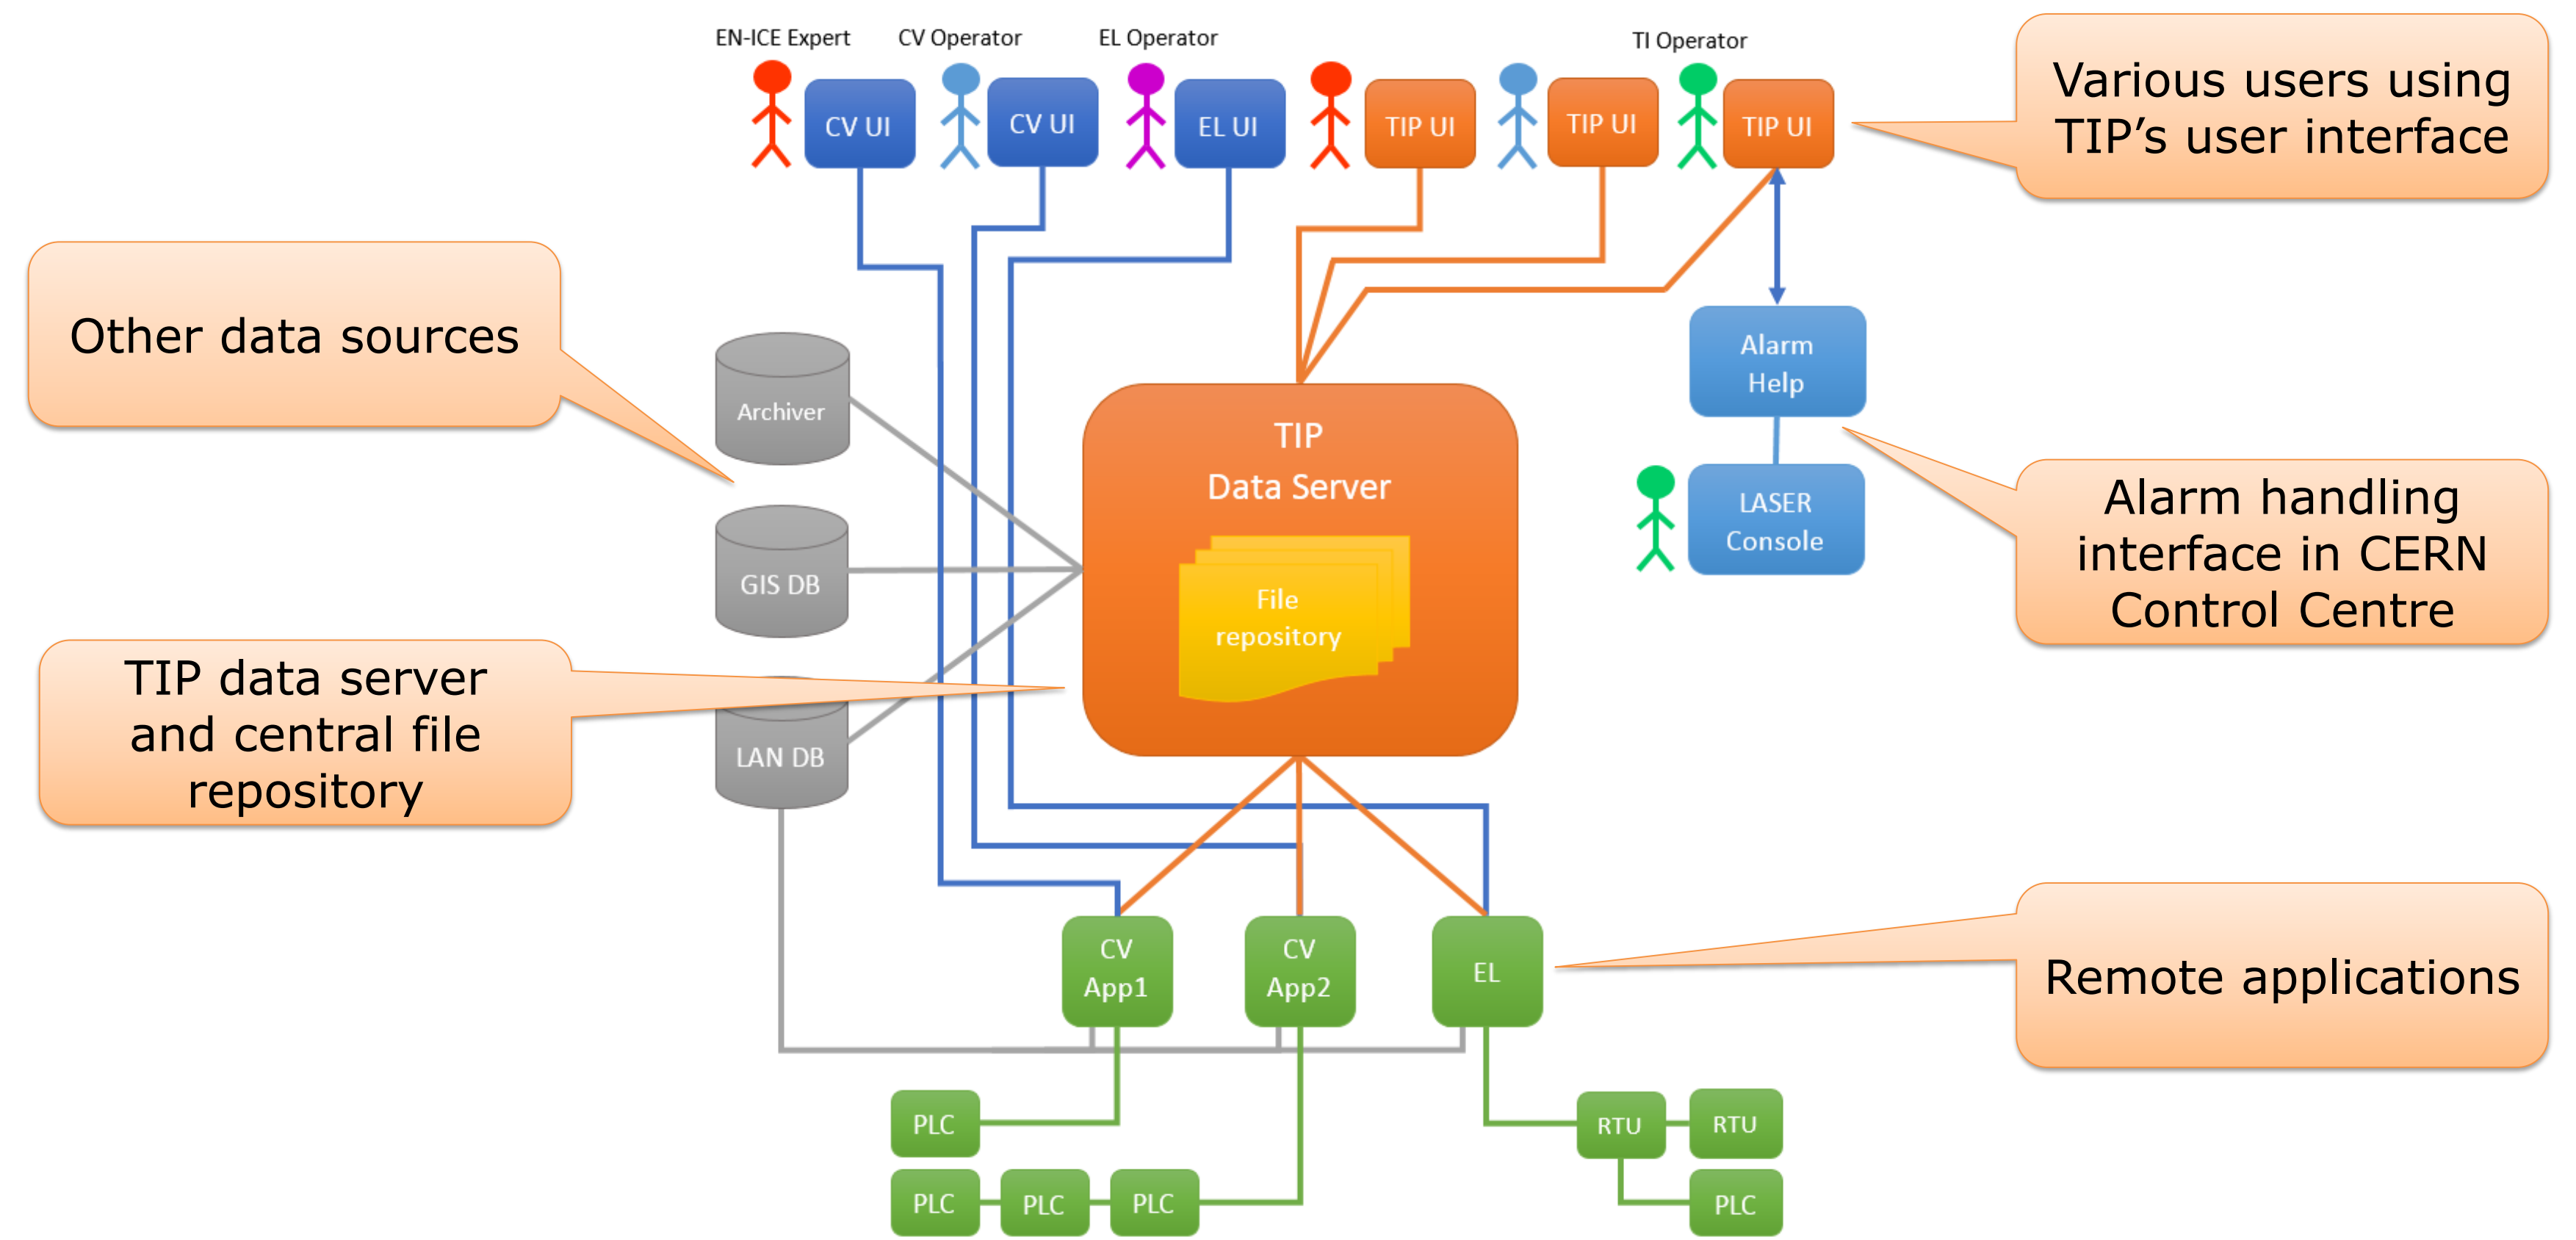 EN-ICE Expert
CV Operator
EL Operator
TI Operator
CV UI
CV UI
EL UI
TIP UI
TIP UI
TIP UI
Various users using
TIP’s user interface
Other data sources
Archiver
GIS DB
LAN DB
TIP
Data Server
File
repository
Alarm
Help
LASER
Console
Alarm handling
interface in CERN
Control Centre
TIP data server
and central file
repository
CV
App1
CV
App2
EL
Remote applications
PLC
PLC
PLC
PLC
RTU
RTU
PLC